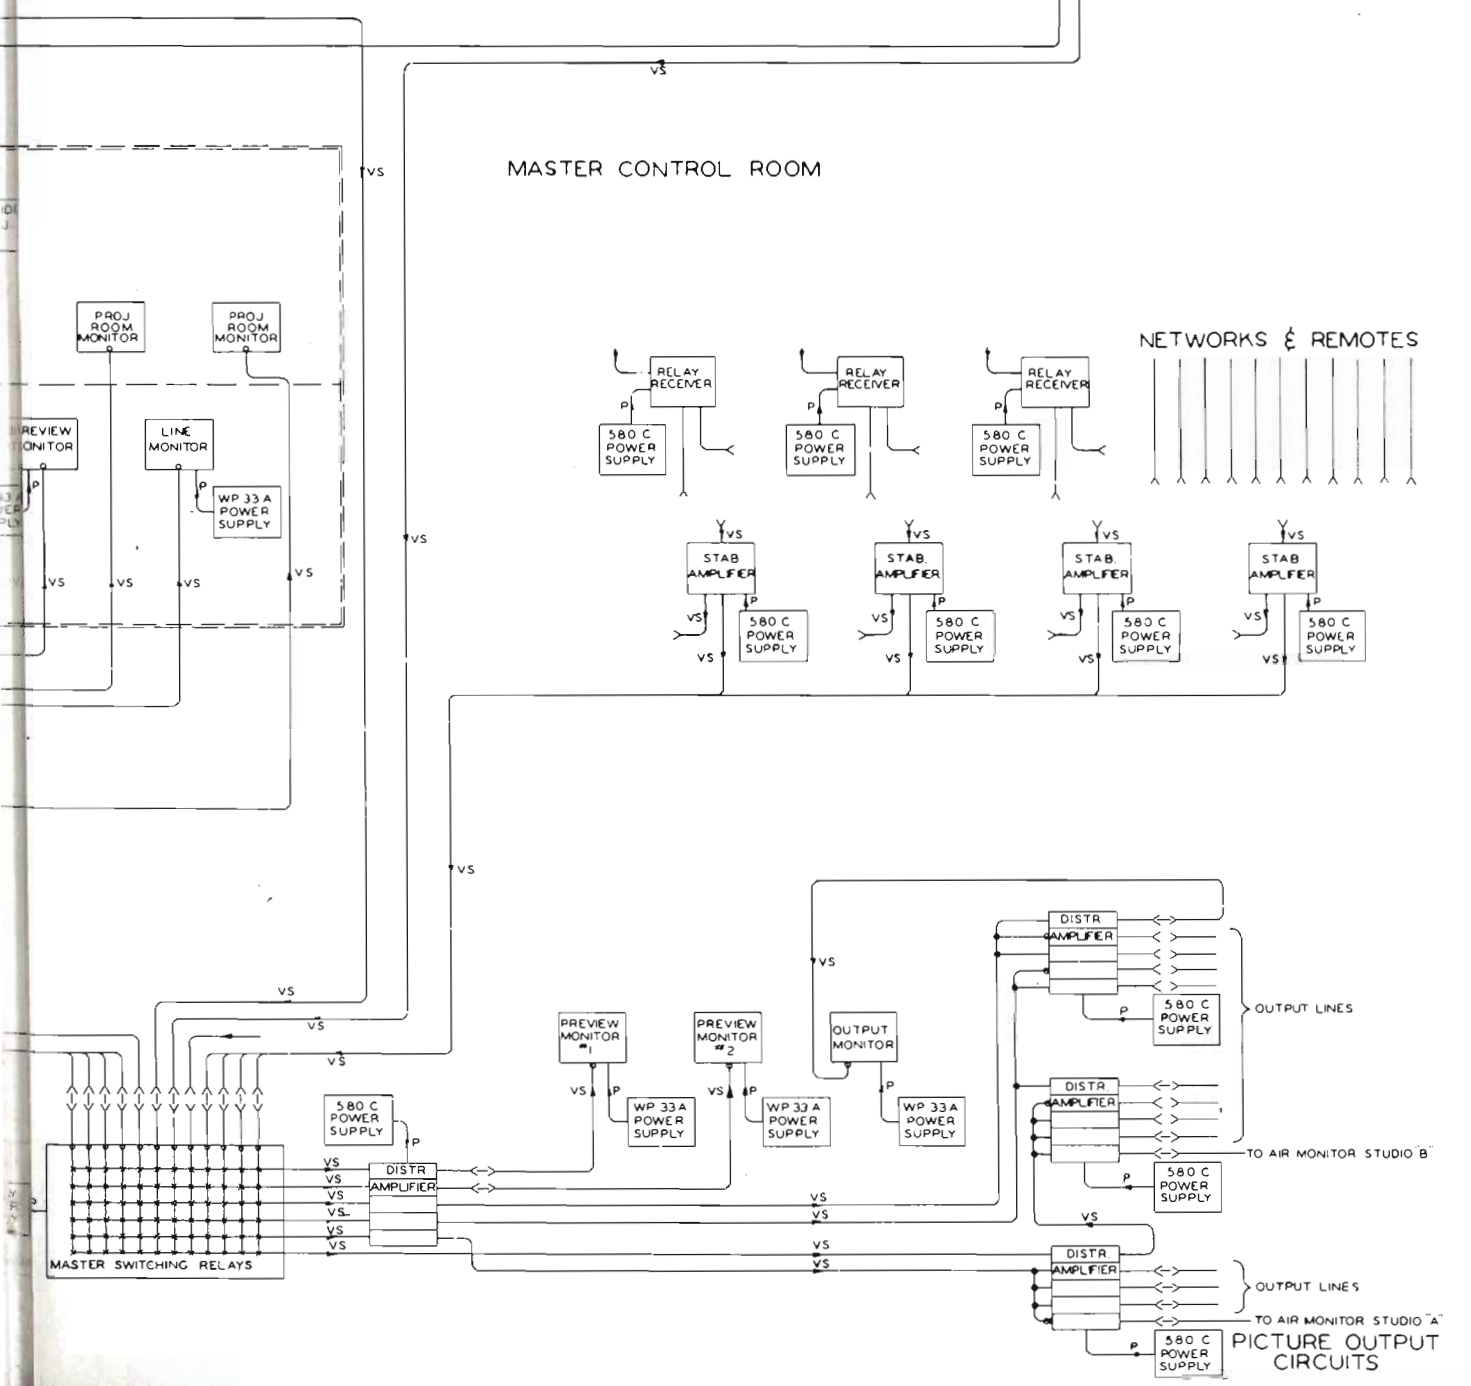 VS
VS
MASTER CONTROL ROOM
PROJ
ROOM
MONITOR
PROJ
ROOM
MONITOR
NETWORKS & REMOTES
RELAY
RECEIVER
P
580 C
POWER
SUPPLY
RELAY
RECEIVER
P
580 C
POWER
SUPPLY
RELAY
RECEIVER
P
580 C
POWER
SUPPLY
LINE
MONITOR
P
P
WP 33 A
POWER
SUPPLY
VS
VS
VS
VS
VS
VS
STAB
AMPLIFIER
VS
P
580 C
POWER
SUPPLY
VS
VS
STAB.
AMPLIFIER
VS
P
580 C
POWER
SUPPLY
VS
VS
STAB.
AMPLIFIER
VS
P
580 C
POWER
SUPPLY
VS
VS
STAB
AMPLIFIER
VS
P
580 C
POWER
SUPPLY
VS
VS
VS
VS
VS
VS
PREVIEW
MONITOR
#1
VS
P
WP 33 A
POWER
SUPPLY
PREVIEW
MONITOR
#2
VS
P
WP 33 A
POWER
SUPPLY
OUTPUT
MONITOR
P
WP 33 A
POWER
SUPPLY
DISTR.
AMPLIFIER
P
580 C
POWER
SUPPLY
OUTPUT LINES
DISTR.
AMPLIFIER
TO AIR MONITOR STUDIO "B"
P
580 C
POWER
SUPPLY
580 C
POWER
SUPPLY
P
VS
VS
VS
VS
VS
VS
DISTR.
AMPLIFIER
VS
VS
VS
VS
VS
MASTER SWITCHING RELAYS
DISTR.
AMPLIFIER
OUTPUT LINES
TO AIR MONITOR STUDIO "A"
P
580 C
POWER
SUPPLY
PICTURE OUTPUT
CIRCUITS